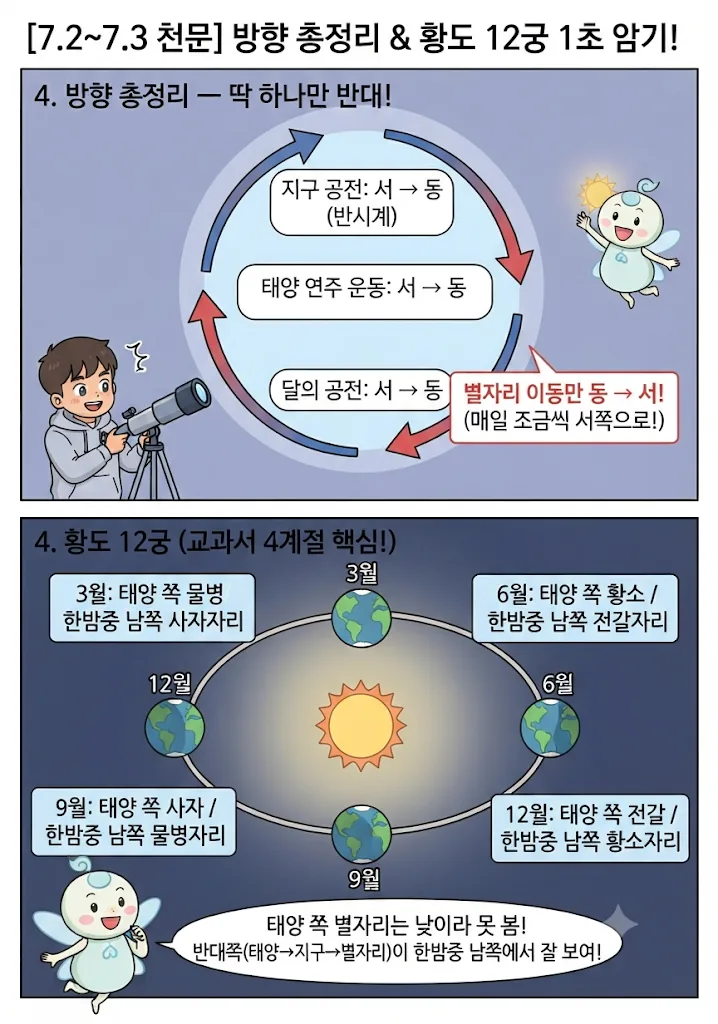 [7.2~7.3 천문] 방향 총정리 & 황도 12궁 1초 암기!
4. 방향 총정리 — 딱 하나만 반대!
지구 공전: 서 → 동
(반시계)
태양 연주 운동: 서 → 동
달의 공전: 서 → 동
별자리 이동만 동 → 서!
(매일 조금씩 서쪽으로!)
4. 황도 12궁 (교과서 4계절 핵심!)
3월
3월: 태양 쪽 물병
한밤중 남쪽 사자자리
6월: 태양 쪽 황소 /
한밤중 남쪽 전갈자리
12월
6월
9월: 태양 쪽 사자 /
한밤중 남쪽 물병자리
12월: 태양 쪽 전갈 /
한밤중 남쪽 황소자리
9월
태양 쪽 별자리는 낮이라 못 봄!
반대쪽(태양→지구→별자리)이 한밤중 남쪽에서 잘 보여!